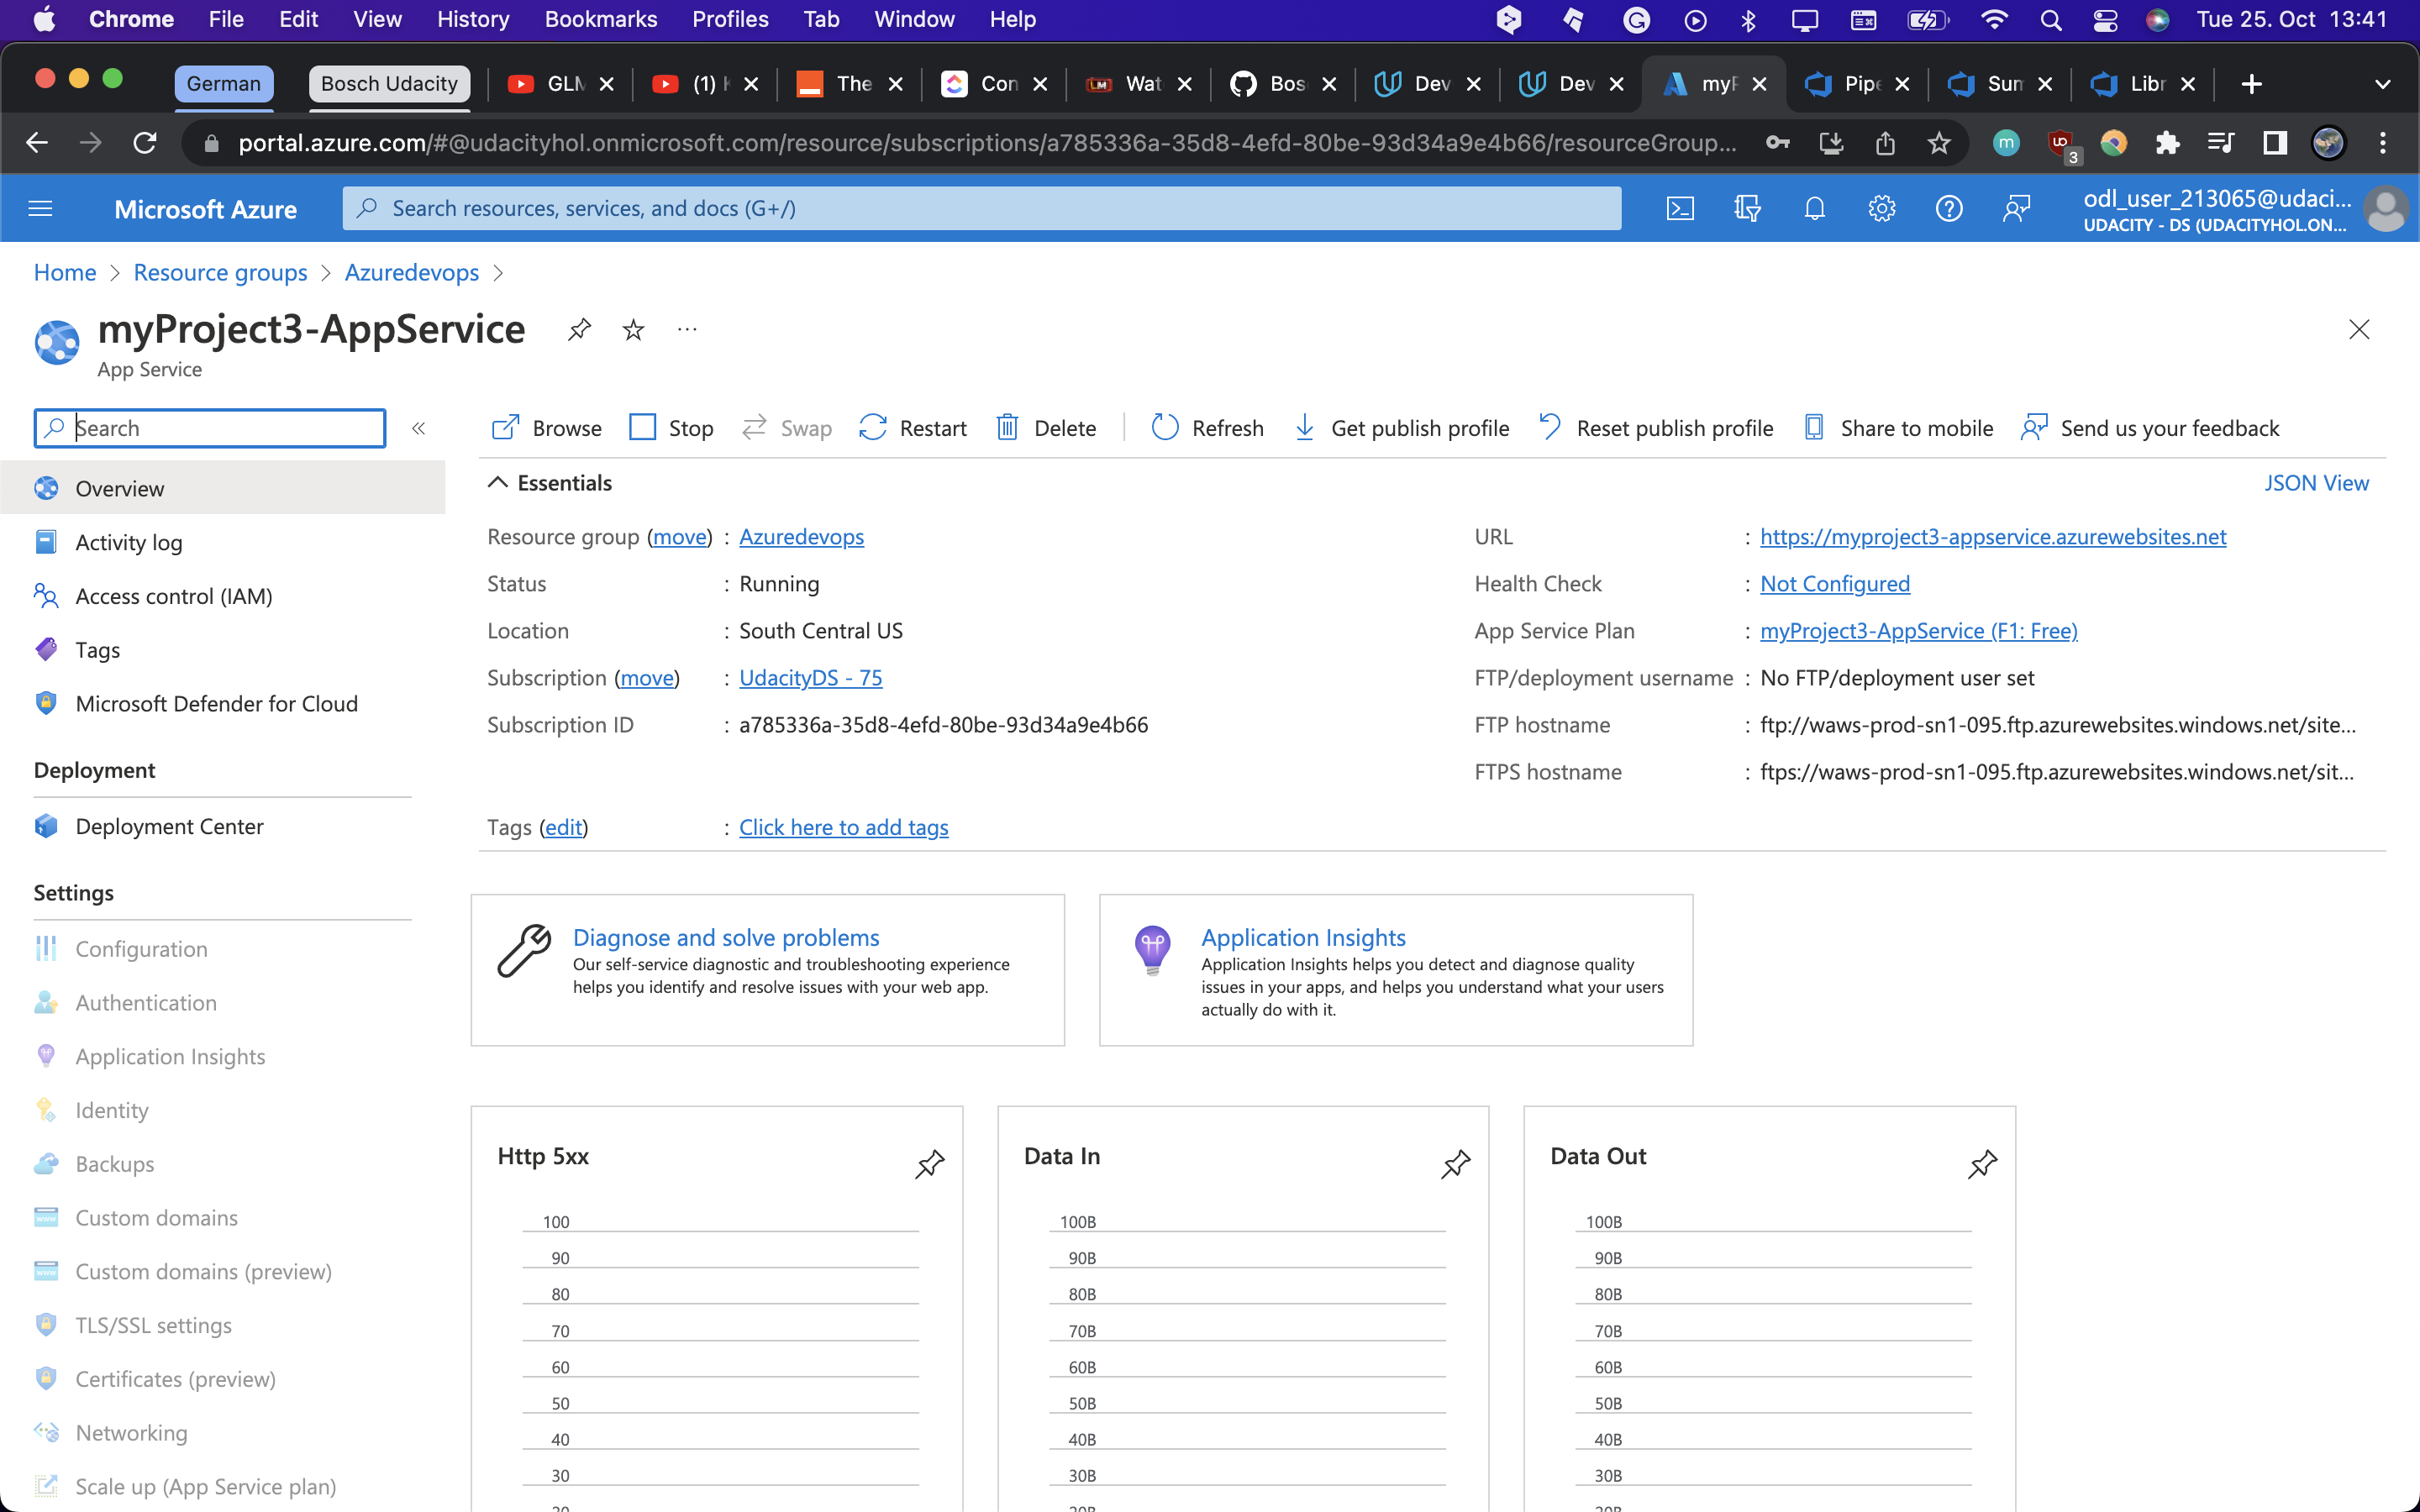 Chrome File Edit View History Bookmarks Profiles Tab Window Help Tue 25. Oct 13:41
German Bosch Udacity GLM (1) The Con Wat Bos Dev Dev myP Pipe Sum Libr
portal.azure.com/#@udacityhol.onmicrosoft.com/resource/subscriptions/a785336a-35d8-4efd-80be-93d34a9e4b66/resourceGroup... m 3
Microsoft Azure Search resources, services, and docs (G+/) odl_user_213065@udaci...
UDACITY - DS (UDACITYHOL.ON...
Home > Resource groups > Azuredevops >
myProject3-AppService ...
App Service
Search « Browse Stop Swap Restart Delete Refresh Get publish profile Reset publish profile Share to mobile Send us your feedback
Overview
Activity log
Access control (IAM)
Tags
Microsoft Defender for Cloud
Deployment
Deployment Center
Settings
Configuration
Authentication
Application Insights
Identity
Backups
Custom domains
Custom domains (preview)
TLS/SSL settings
Certificates (preview)
Networking
Scale up (App Service plan)
Essentials JSON View
Resource group (move) : Azuredevops
Status : Running
Location : South Central US
Subscription (move) : UdacityDS - 75
Subscription ID : a785336a-35d8-4efd-80be-93d34a9e4b66
Tags (edit) : Click here to add tags
URL : https://myproject3-appservice.azurewebsites.net
Health Check : Not Configured
App Service Plan : myProject3-AppService (F1: Free)
FTP/deployment username : No FTP/deployment user set
FTP hostname : ftp://waws-prod-sn1-095.ftp.azurewebsites.windows.net/site...
FTPS hostname : ftps://waws-prod-sn1-095.ftp.azurewebsites.windows.net/sit...
Diagnose and solve problems
Our self-service diagnostic and troubleshooting experience
helps you identify and resolve issues with your web app.
Application Insights
Application Insights helps you detect and diagnose quality
issues in your apps, and helps you understand what your users
actually do with it.
Http 5xx
100
90
80
70
60
50
40
30
Data In
100B
90B
80B
70B
60B
50B
40B
30B
Data Out
100B
90B
80B
70B
60B
50B
40B
30B